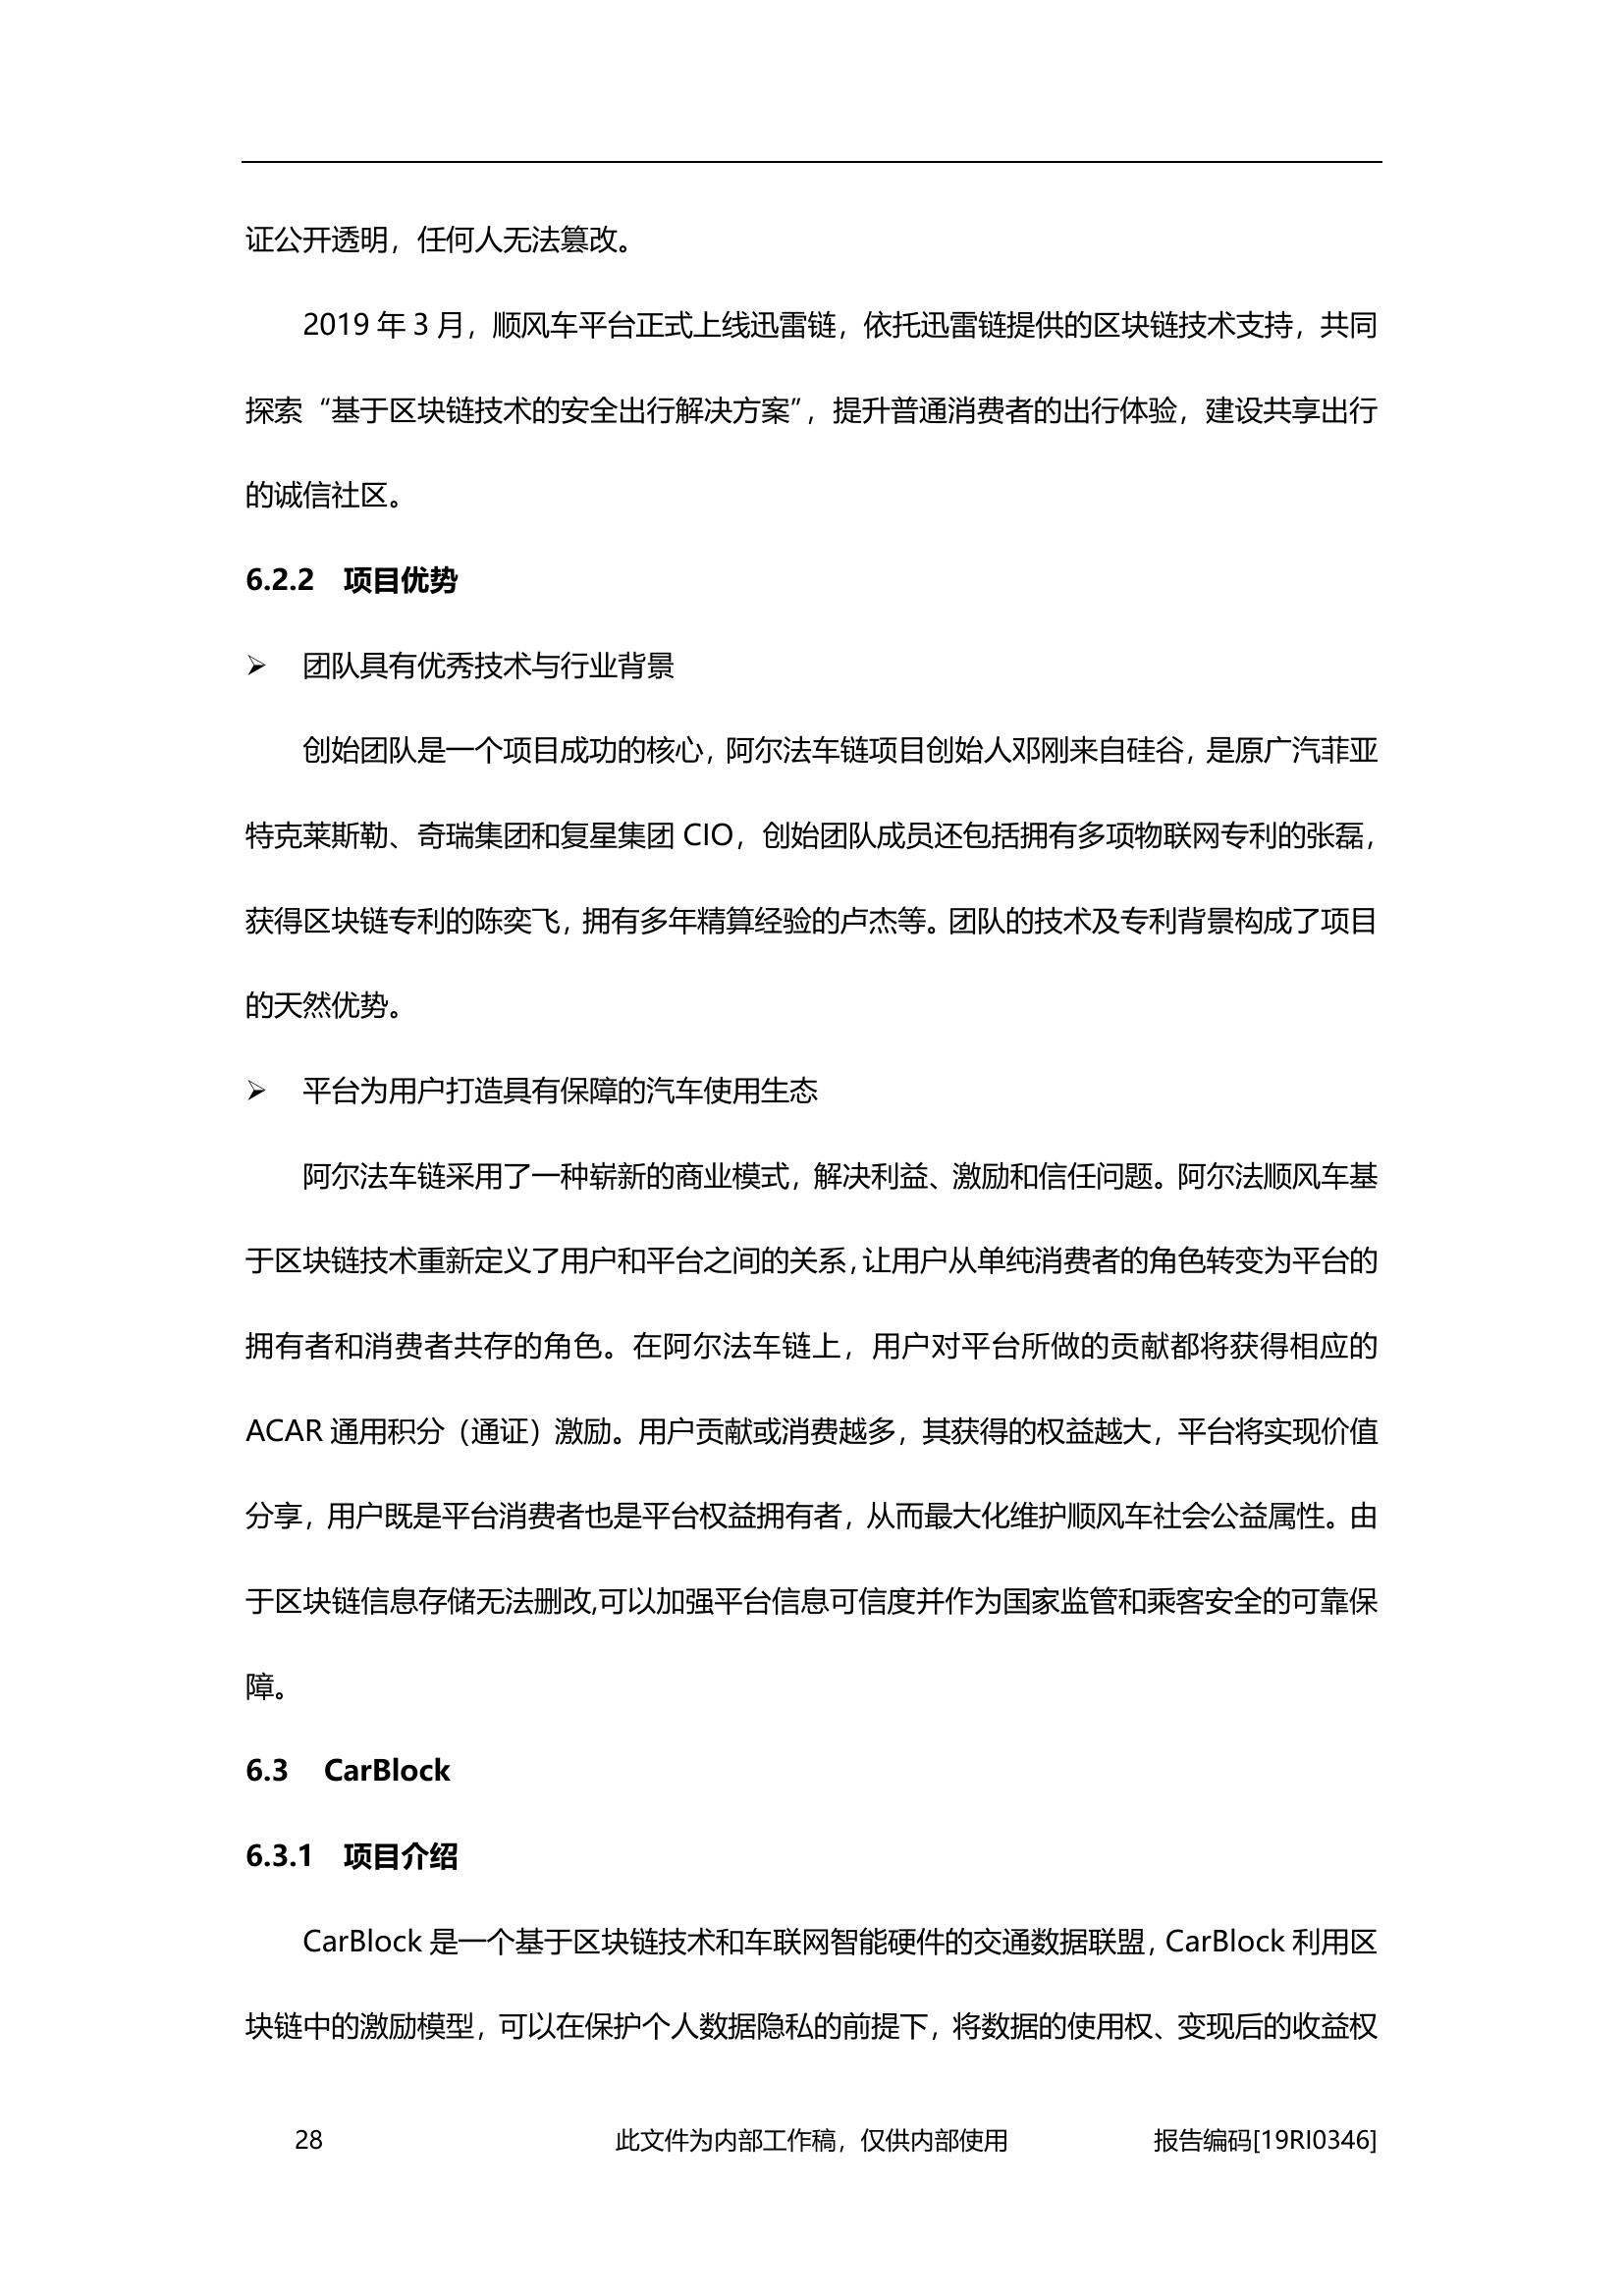 证公开透明，任何人无法篡改。
2019 年 3 月，顺风车平台正式上线迅雷链，依托迅雷链提供的区块链技术支持，共同
探索“基于区块链技术的安全出行解决方案”，提升普通消费者的出行体验，建设共享出行
的诚信社区。
6.2.2 项目优势
➢ 团队具有优秀技术与行业背景
创始团队是一个项目成功的核心，阿尔法车链项目创始人邓刚来自硅谷，是原广汽菲亚
特克莱斯勒、奇瑞集团和复星集团 CIO，创始团队成员还包括拥有多项物联网专利的张磊，
获得区块链专利的陈奕飞，拥有多年精算经验的卢杰等。团队的技术及专利背景构成了项目
的天然优势。
➢ 平台为用户打造具有保障的汽车使用生态
阿尔法车链采用了一种崭新的商业模式，解决利益、激励和信任问题。阿尔法顺风车基
于区块链技术重新定义了用户和平台之间的关系，让用户从单纯消费者的角色转变为平台的
拥有者和消费者共存的角色。在阿尔法车链上，用户对平台所做的贡献都将获得相应的
ACAR 通用积分（通证）激励。用户贡献或消费越多，其获得的权益越大，平台将实现价值
分享，用户既是平台消费者也是平台权益拥有者，从而最大化维护顺风车社会公益属性。由
于区块链信息存储无法删改,可以加强平台信息可信度并作为国家监管和乘客安全的可靠保
障。
6.3 CarBlock
6.3.1 项目介绍
CarBlock 是一个基于区块链技术和车联网智能硬件的交通数据联盟，CarBlock 利用区
块链中的激励模型，可以在保护个人数据隐私的前提下，将数据的使用权、变现后的收益权
28 此文件为内部工作稿，仅供内部使用 报告编码[19RI0346]